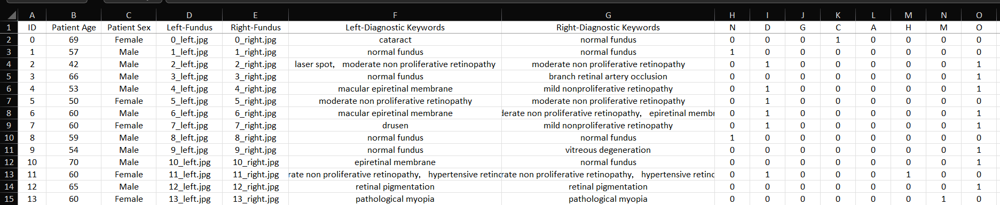 A B C D E F G H I J K L M N O
1 ID Patient Age Patient Sex Left-Fundus Right-Fundus Left-Diagnostic Keywords Right-Diagnostic Keywords N D G C A H M O
2 0 69 Female 0_left.jpg 0_right.jpg cataract normal fundus 0 0 0 1 0 0 0 0
3 1 57 Male 1_left.jpg 1_right.jpg normal fundus normal fundus 1 0 0 0 0 0 0 0
4 2 42 Male 2_left.jpg 2_right.jpg laser spot， moderate non proliferative retinopathy moderate non proliferative retinopathy 0 1 0 0 0 0 0 1
5 3 66 Male 3_left.jpg 3_right.jpg normal fundus branch retinal artery occlusion 0 0 0 0 0 0 0 1
6 4 53 Male 4_left.jpg 4_right.jpg macular epiretinal membrane mild nonproliferative retinopathy 0 1 0 0 0 0 0 1
7 5 50 Female 5_left.jpg 5_right.jpg moderate non proliferative retinopathy moderate non proliferative retinopathy 0 1 0 0 0 0 0 0
8 6 60 Male 6_left.jpg 6_right.jpg macular epiretinal membrane derate non proliferative retinopathy， epiretinal membr 0 1 0 0 0 0 0 1
9 7 60 Female 7_left.jpg 7_right.jpg drusen mild nonproliferative retinopathy 0 1 0 0 0 0 0 1
10 8 59 Male 8_left.jpg 8_right.jpg normal fundus normal fundus 1 0 0 0 0 0 0 0
11 9 54 Male 9_left.jpg 9_right.jpg normal fundus vitreous degeneration 0 0 0 0 0 0 0 1
12 10 70 Male 10_left.jpg 10_right.jpg epiretinal membrane normal fundus 0 0 0 0 0 0 0 1
13 11 60 Female 11_left.jpg 11_right.jpg rate non proliferative retinopathy， hypertensive retinc rate non proliferative retinopathy， hypertensive retinc 0 1 0 0 0 1 0 0
14 12 65 Male 12_left.jpg 12_right.jpg retinal pigmentation retinal pigmentation 0 0 0 0 0 0 0 1
15 13 60 Female 13_left.jpg 13_right.jpg pathological myopia pathological myopia 0 0 0 0 0 0 1 0